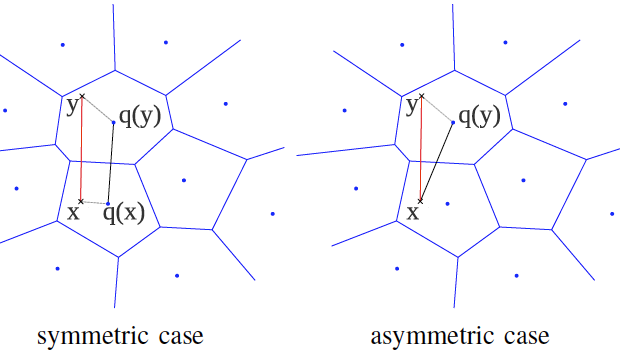 y q(y)
x q(x)
symmetric case
y q(y)
x
asymmetric case